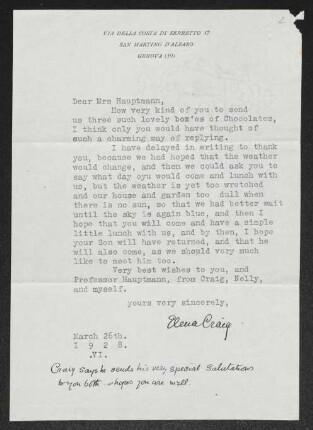 2
VIA DELLA COSTA DI SERRETTO 17
SAN MARTINO D'ALBARO
GENOVA (39)
Dear Mrs Hauptmann,
How very kind of you to send
us three such lovely box'es of Chocolates,
I think only you would have thought of
such a charming way of replying.
I have delayed in writing to thank
you, because we had hoped that the weather
would change, and then we could ask you to
say what day oyu would come and lunch with
us, but the weather is yet too wretched
and our house and garden too dull when
there is no sun, so that we had better wait
until the sky is again blue, and then I
hope that you will come and have a simple
little lunch with us, and by then, I hope
your Son will have returned, and that he
will also come, as we should very much
like to meet him too.
Very best wishes to you, and
Professor Hauptmann, from Craig, Nelly,
and myself.
yours very sincerely,
Elena Craig
March 26th.
1 9 2 8.
.VI.
Craig says he sends his very special salutations
to you both - hopes you are well.